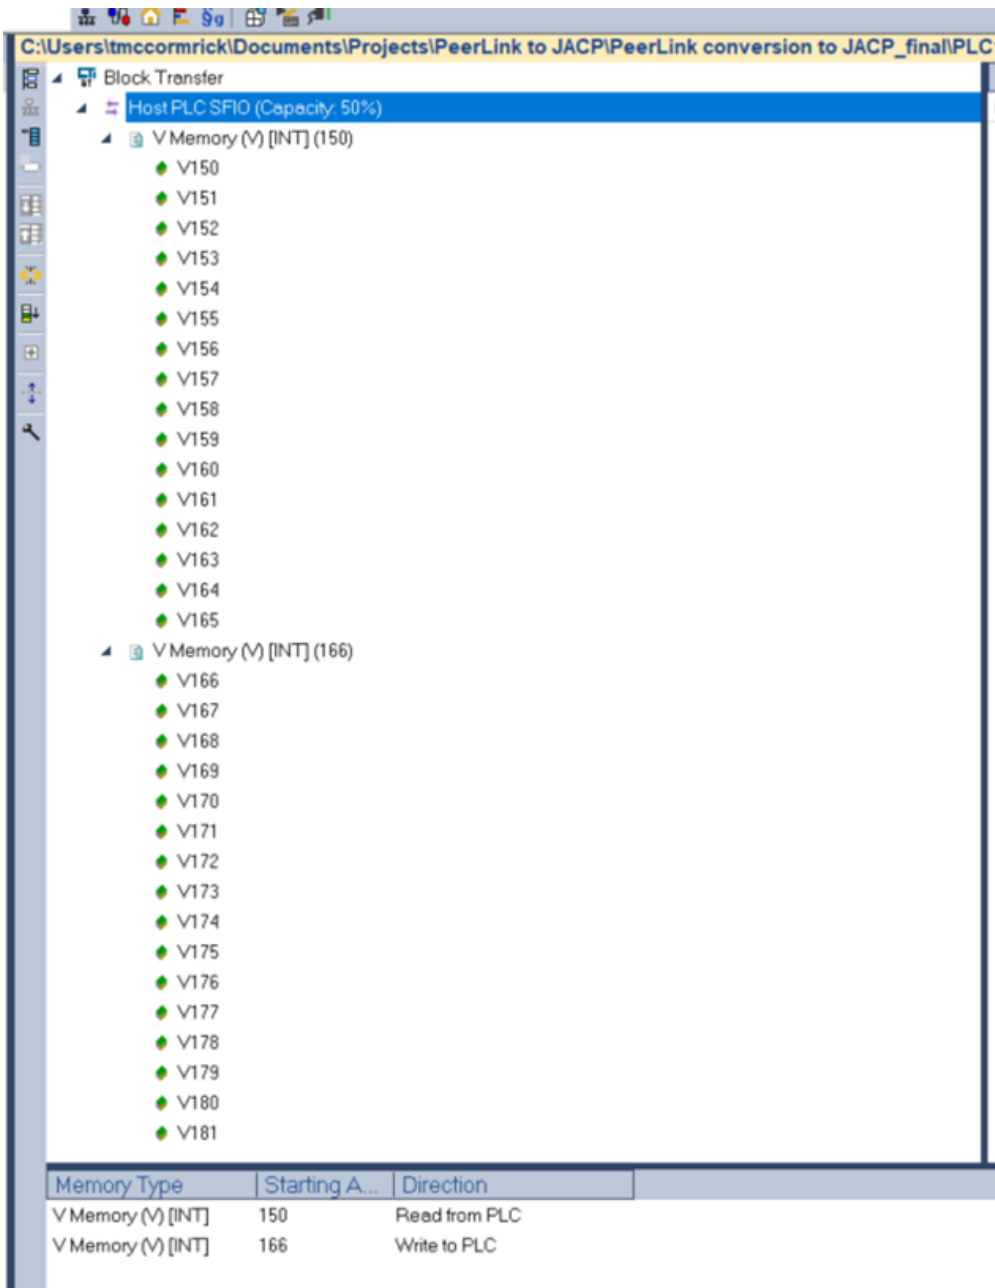 C:\Users\tmccormrick\Documents\Projects\PeerLink to JACP\PeerLink conversion to JACP_final\PLC
Block Transfer
Host PLC SFIO (Capacity: 50%)
V Memory (V) [INT] (150)
V150
V151
V152
V153
V154
V155
V156
V157
V158
V159
V160
V161
V162
V163
V164
V165
V Memory (V) [INT] (166)
V166
V167
V168
V169
V170
V171
V172
V173
V174
V175
V176
V177
V178
V179
V180
V181
Memory Type Starting A... Direction
V Memory (V) [INT] 150 Read from PLC
V Memory (V) [INT] 166 Write to PLC